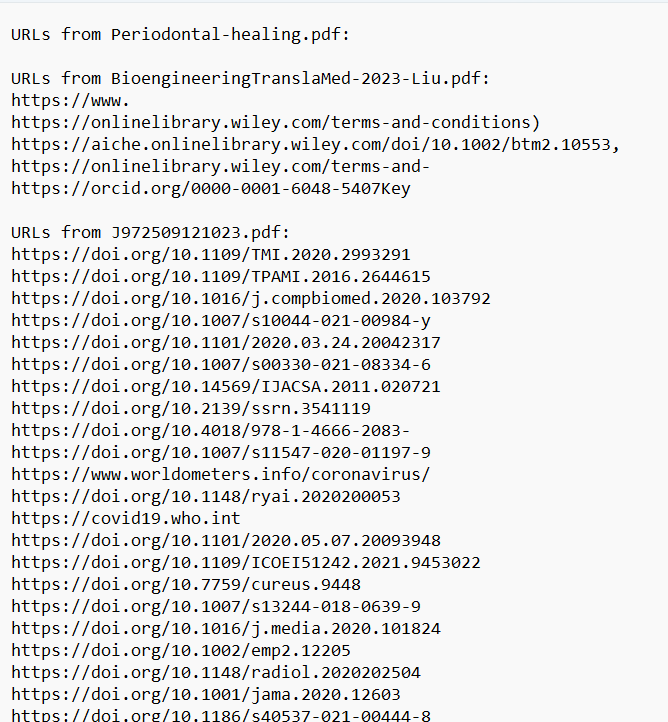 URLs from Periodontal-healing.pdf:
URLs from BioengineeringTranslaMed-2023-Liu.pdf:
https://www.
https://onlinelibrary.wiley.com/terms-and-conditions)
https://aiche.onlinelibrary.wiley.com/doi/10.1002/btm2.10553,
https://onlinelibrary.wiley.com/terms-and-
https://orcid.org/0000-0001-6048-5407Key
URLs from J972509121023.pdf:
https://doi.org/10.1109/TMI.2020.2993291
https://doi.org/10.1109/TPAMI.2016.2644615
https://doi.org/10.1016/j.compbiomed.2020.103792
https://doi.org/10.1007/s10044-021-00984-y
https://doi.org/10.1101/2020.03.24.20042317
https://doi.org/10.1007/s00330-021-08334-6
https://doi.org/10.14569/IJACSA.2011.020721
https://doi.org/10.2139/ssrn.3541119
https://doi.org/10.4018/978-1-4666-2083-
https://doi.org/10.1007/s11547-020-01197-9
https://www.worldometers.info/coronavirus/
https://doi.org/10.1148/ryai.2020200053
https://covid19.who.int
https://doi.org/10.1101/2020.05.07.20093948
https://doi.org/10.1109/ICOEI51242.2021.9453022
https://doi.org/10.7759/cureus.9448
https://doi.org/10.1007/s13244-018-0639-9
https://doi.org/10.1016/j.media.2020.101824
https://doi.org/10.1002/emp2.12205
https://doi.org/10.1148/radiol.2020202504
https://doi.org/10.1001/jama.2020.12603
https://doi.org/10.1186/s40537-021-00444-8